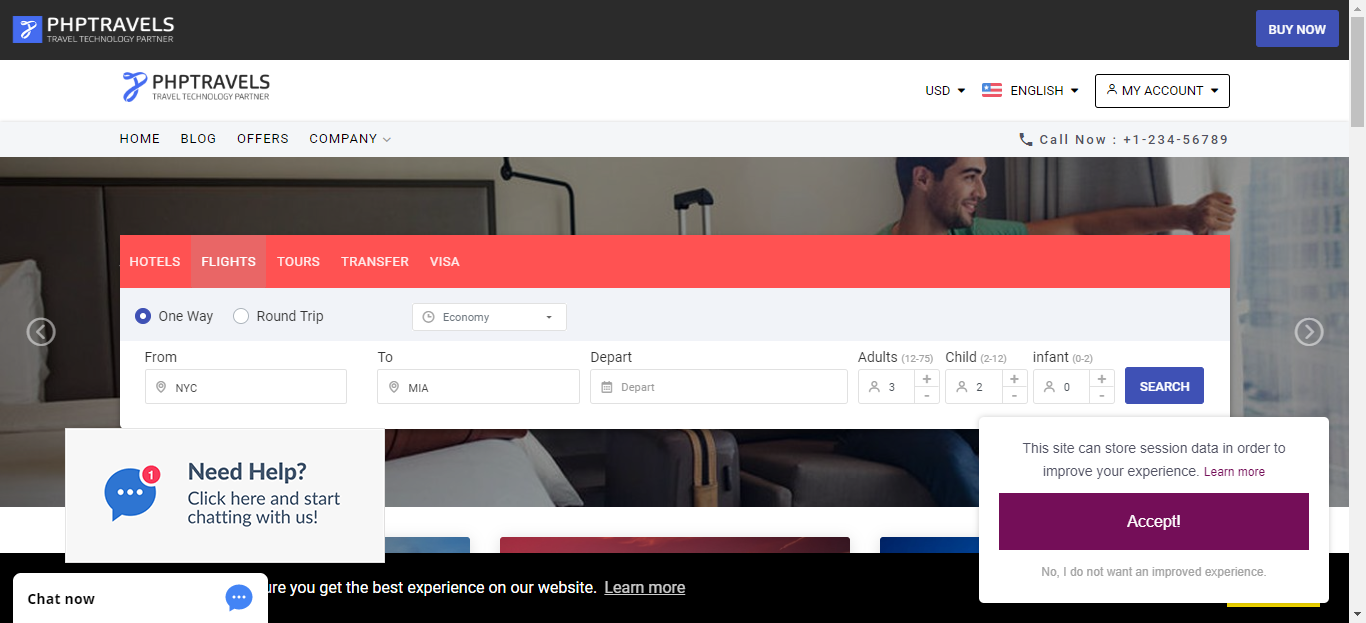 PHPTRAVELS
TRAVEL TECHNOLOGY PARTNER
BUY NOW
PHPTRAVELS
TRAVEL TECHNOLOGY PARTNER
USD
ENGLISH
MY ACCOUNT
HOME BLOG OFFERS COMPANY
Call Now : +1-234-56789
HOTELS FLIGHTS TOURS TRANSFER VISA
One Way Round Trip Economy
From To Depart Adults (12-75) Child (2-12) infant (0-2)
NYC MIA Depart 3 + - 2 + - 0 + - SEARCH
Need Help?
Click here and start
chatting with us!
1
This site can store session data in order to
improve your experience. Learn more
Accept!
No, I do not want an improved experience.
you get the best experience on our website. Learn more
Chat now